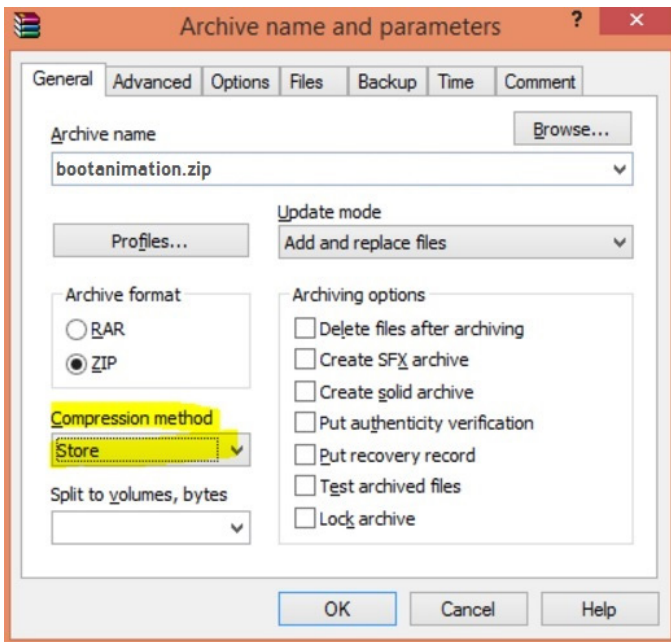 Archive name and parameters
?
General Advanced Options Files Backup Time Comment
Archive name
Browse...
bootanimation.zip
Profiles...
Update mode
Add and replace files
Archive format
RAR
ZIP
Compression method
Store
Split to volumes, bytes
Archiving options
Delete files after archiving
Create SFX archive
Create solid archive
Put authenticity verification
Put recovery record
Test archived files
Lock archive
OK Cancel Help